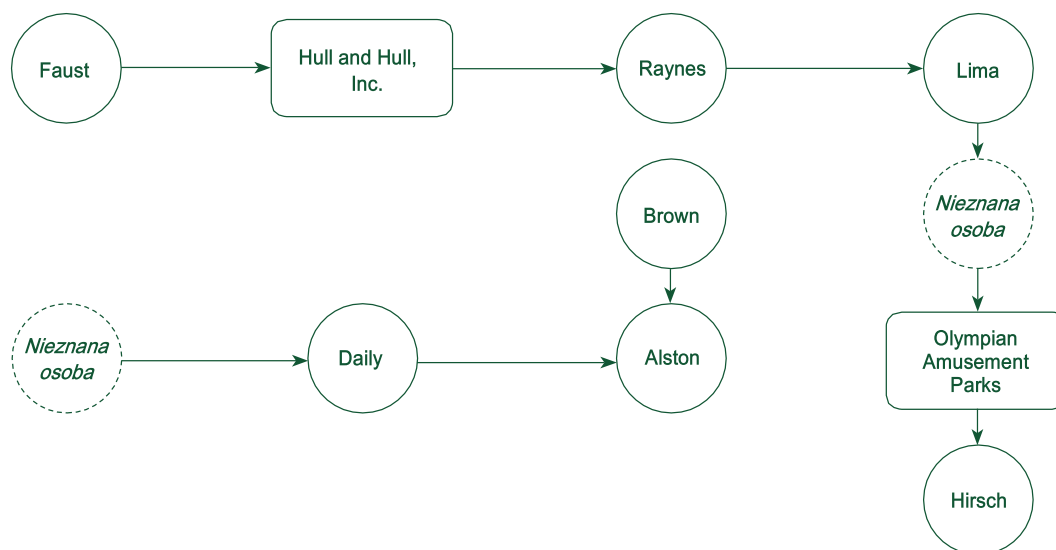 Faust
Hull and Hull,
Inc.
Raynes
Lima
Brown
Nieznana
osoba
Nieznana
osoba
Daily
Alston
Olympian
Amusement
Parks
Hirsch